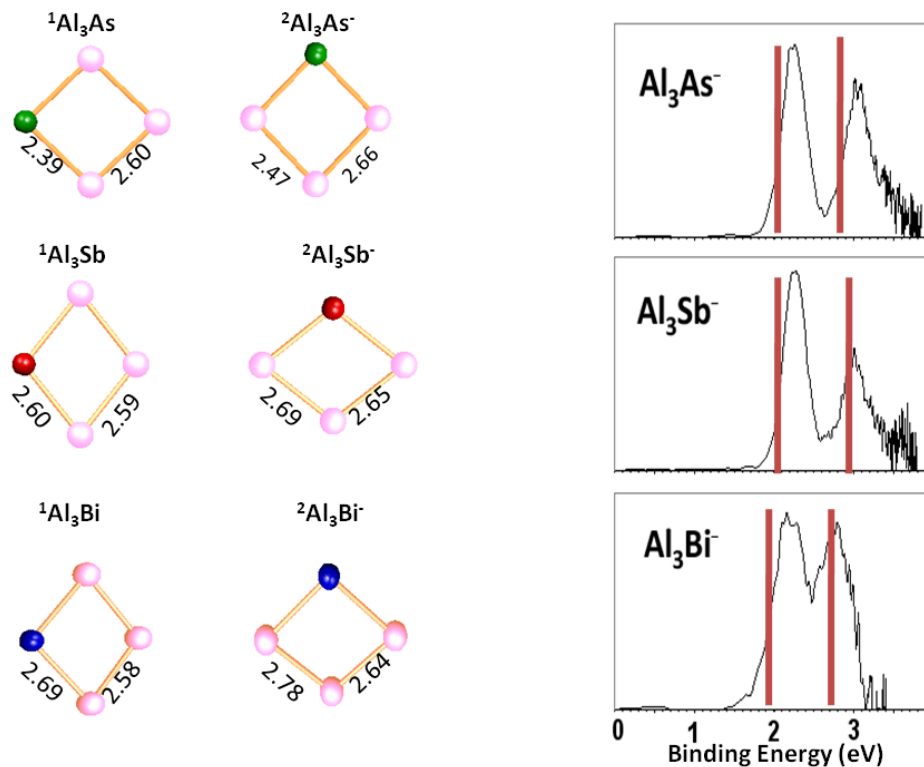 ¹Al₃As
²Al₃As⁻
2.39
2.60
2.47
2.66
¹Al₃Sb
²Al₃Sb⁻
2.60
2.59
2.69
2.65
¹Al₃Bi
²Al₃Bi⁻
2.69
2.58
2.78
2.64
Al₃As⁻
Al₃Sb⁻
Al₃Bi⁻
0 1 2 3
Binding Energy (eV)